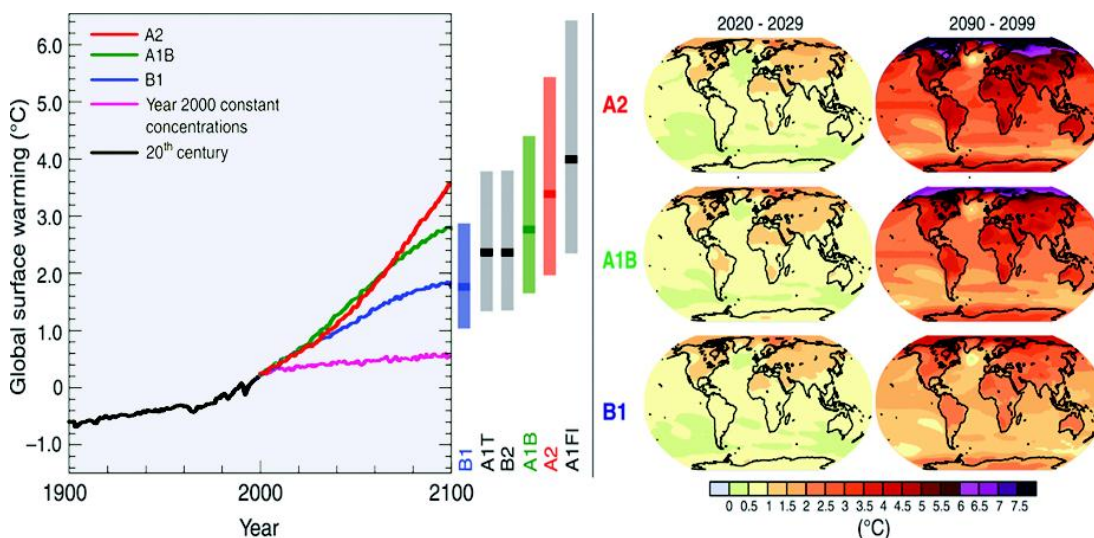 Global surface warming (°C)
6.0
5.0
4.0
3.0
2.0
1.0
0
−1.0
A2
A1B
B1
Year 2000 constant
concentrations
20th century
1900
2000
2100
Year
B1
A1T
B2
A1B
A2
A1FI
2020 - 2029
2090 - 2099
A2
A1B
B1
0 0.5 1 1.5 2 2.5 3 3.5 4 4.5 5 5.5 6 6.5 7 7.5
(°C)